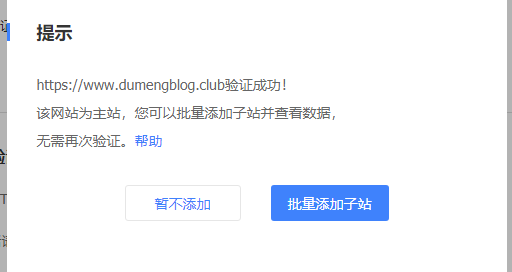 提示
https://www.dumengblog.club验证成功！
该网站为主站，您可以批量添加子站并查看数据，
无需再次验证。帮助
暂不添加 批量添加子站